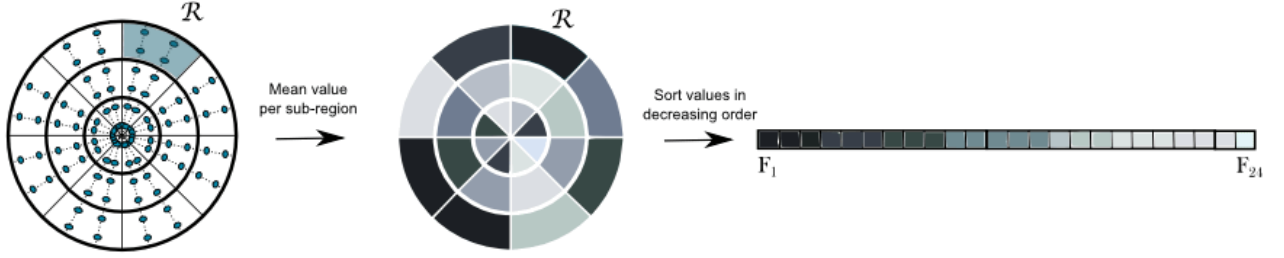 ℛ
Mean value
per sub-region
ℛ
Sort values in
decreasing order
F₁
F₂₄